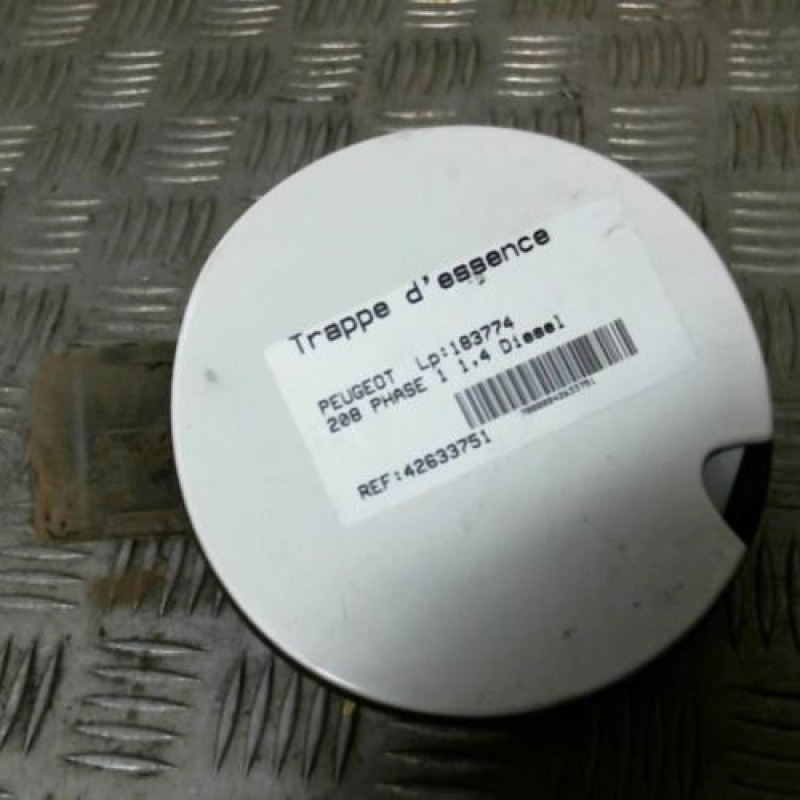 Trappe d'essence
PEUGEOT Lp:183774
208 PHASE 1 1,4 Diesel
REF:42633751